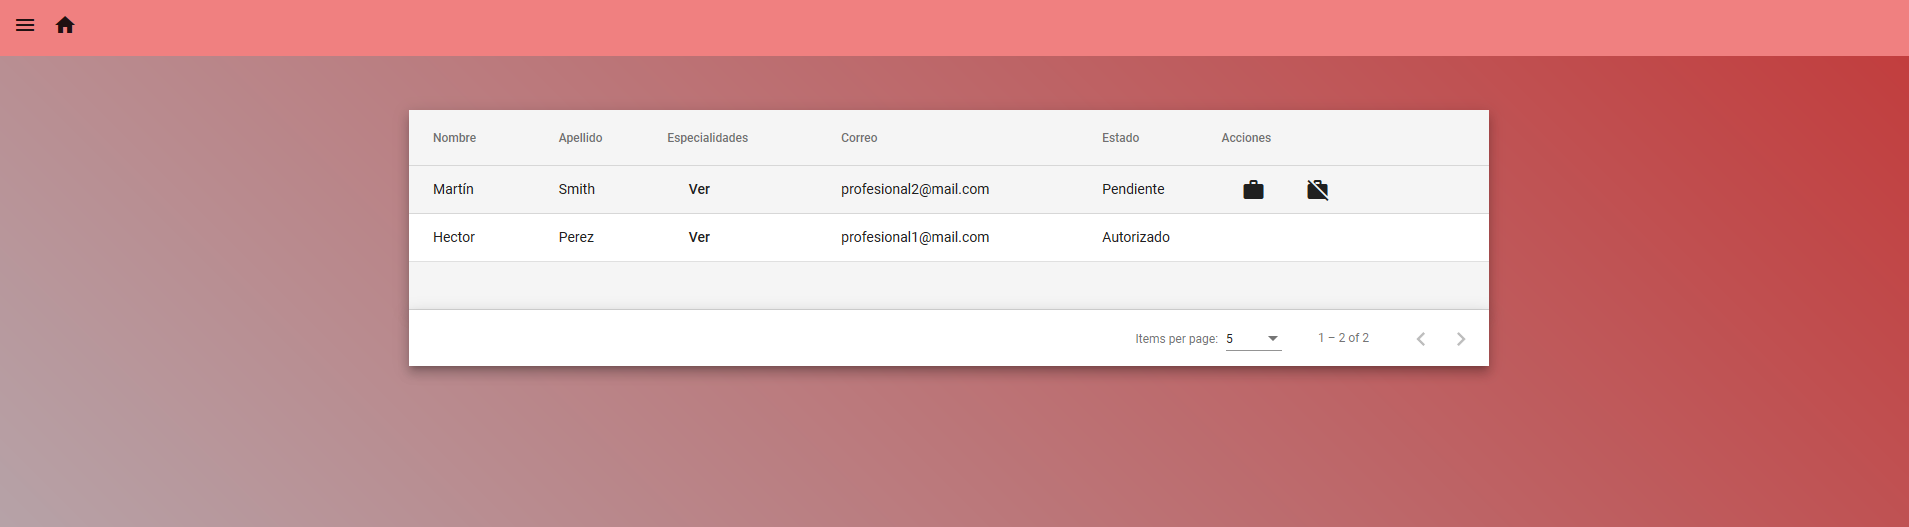 Nombre Apellido Especialidades Correo Estado Acciones
Martín Smith Ver profesional2@mail.com Pendiente
Hector Perez Ver profesional1@mail.com Autorizado
Items per page: 5 1 – 2 of 2